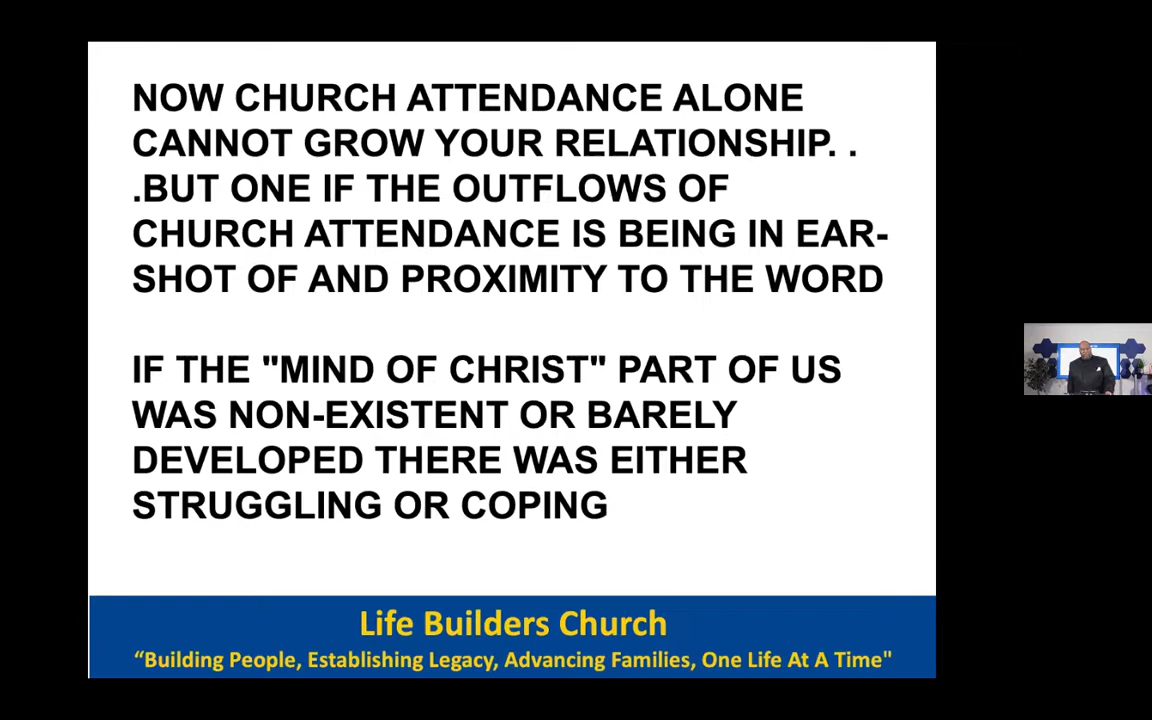 NOW CHURCH ATTENDANCE ALONE
CANNOT GROW YOUR RELATIONSHIP. .
.BUT ONE IF THE OUTFLOWS OF
CHURCH ATTENDANCE IS BEING IN EAR-
SHOT OF AND PROXIMITY TO THE WORD
IF THE "MIND OF CHRIST" PART OF US
WAS NON-EXISTENT OR BARELY
DEVELOPED THERE WAS EITHER
STRUGGLING OR COPING
Life Builders Church
“Building People, Establishing Legacy, Advancing Families, One Life At A Time"